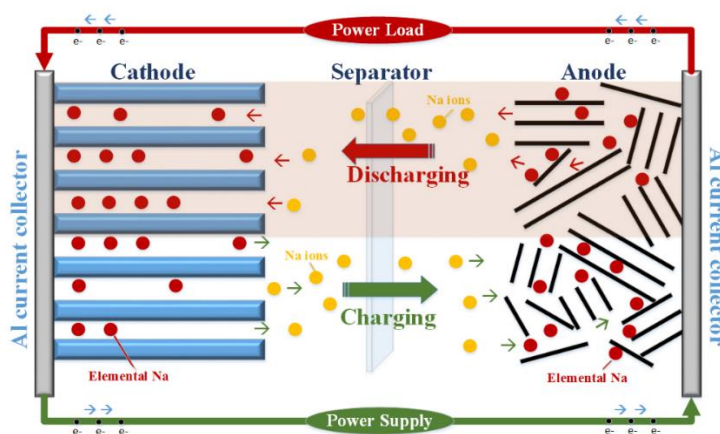 Power Load
e- e- e-
e- e- e-
Cathode
Separator
Anode
Na ions
Discharging
Al current collector
Al current collector
Na ions
Charging
Elemental Na
Elemental Na
Power Supply
e- e- e-
e- e- e-